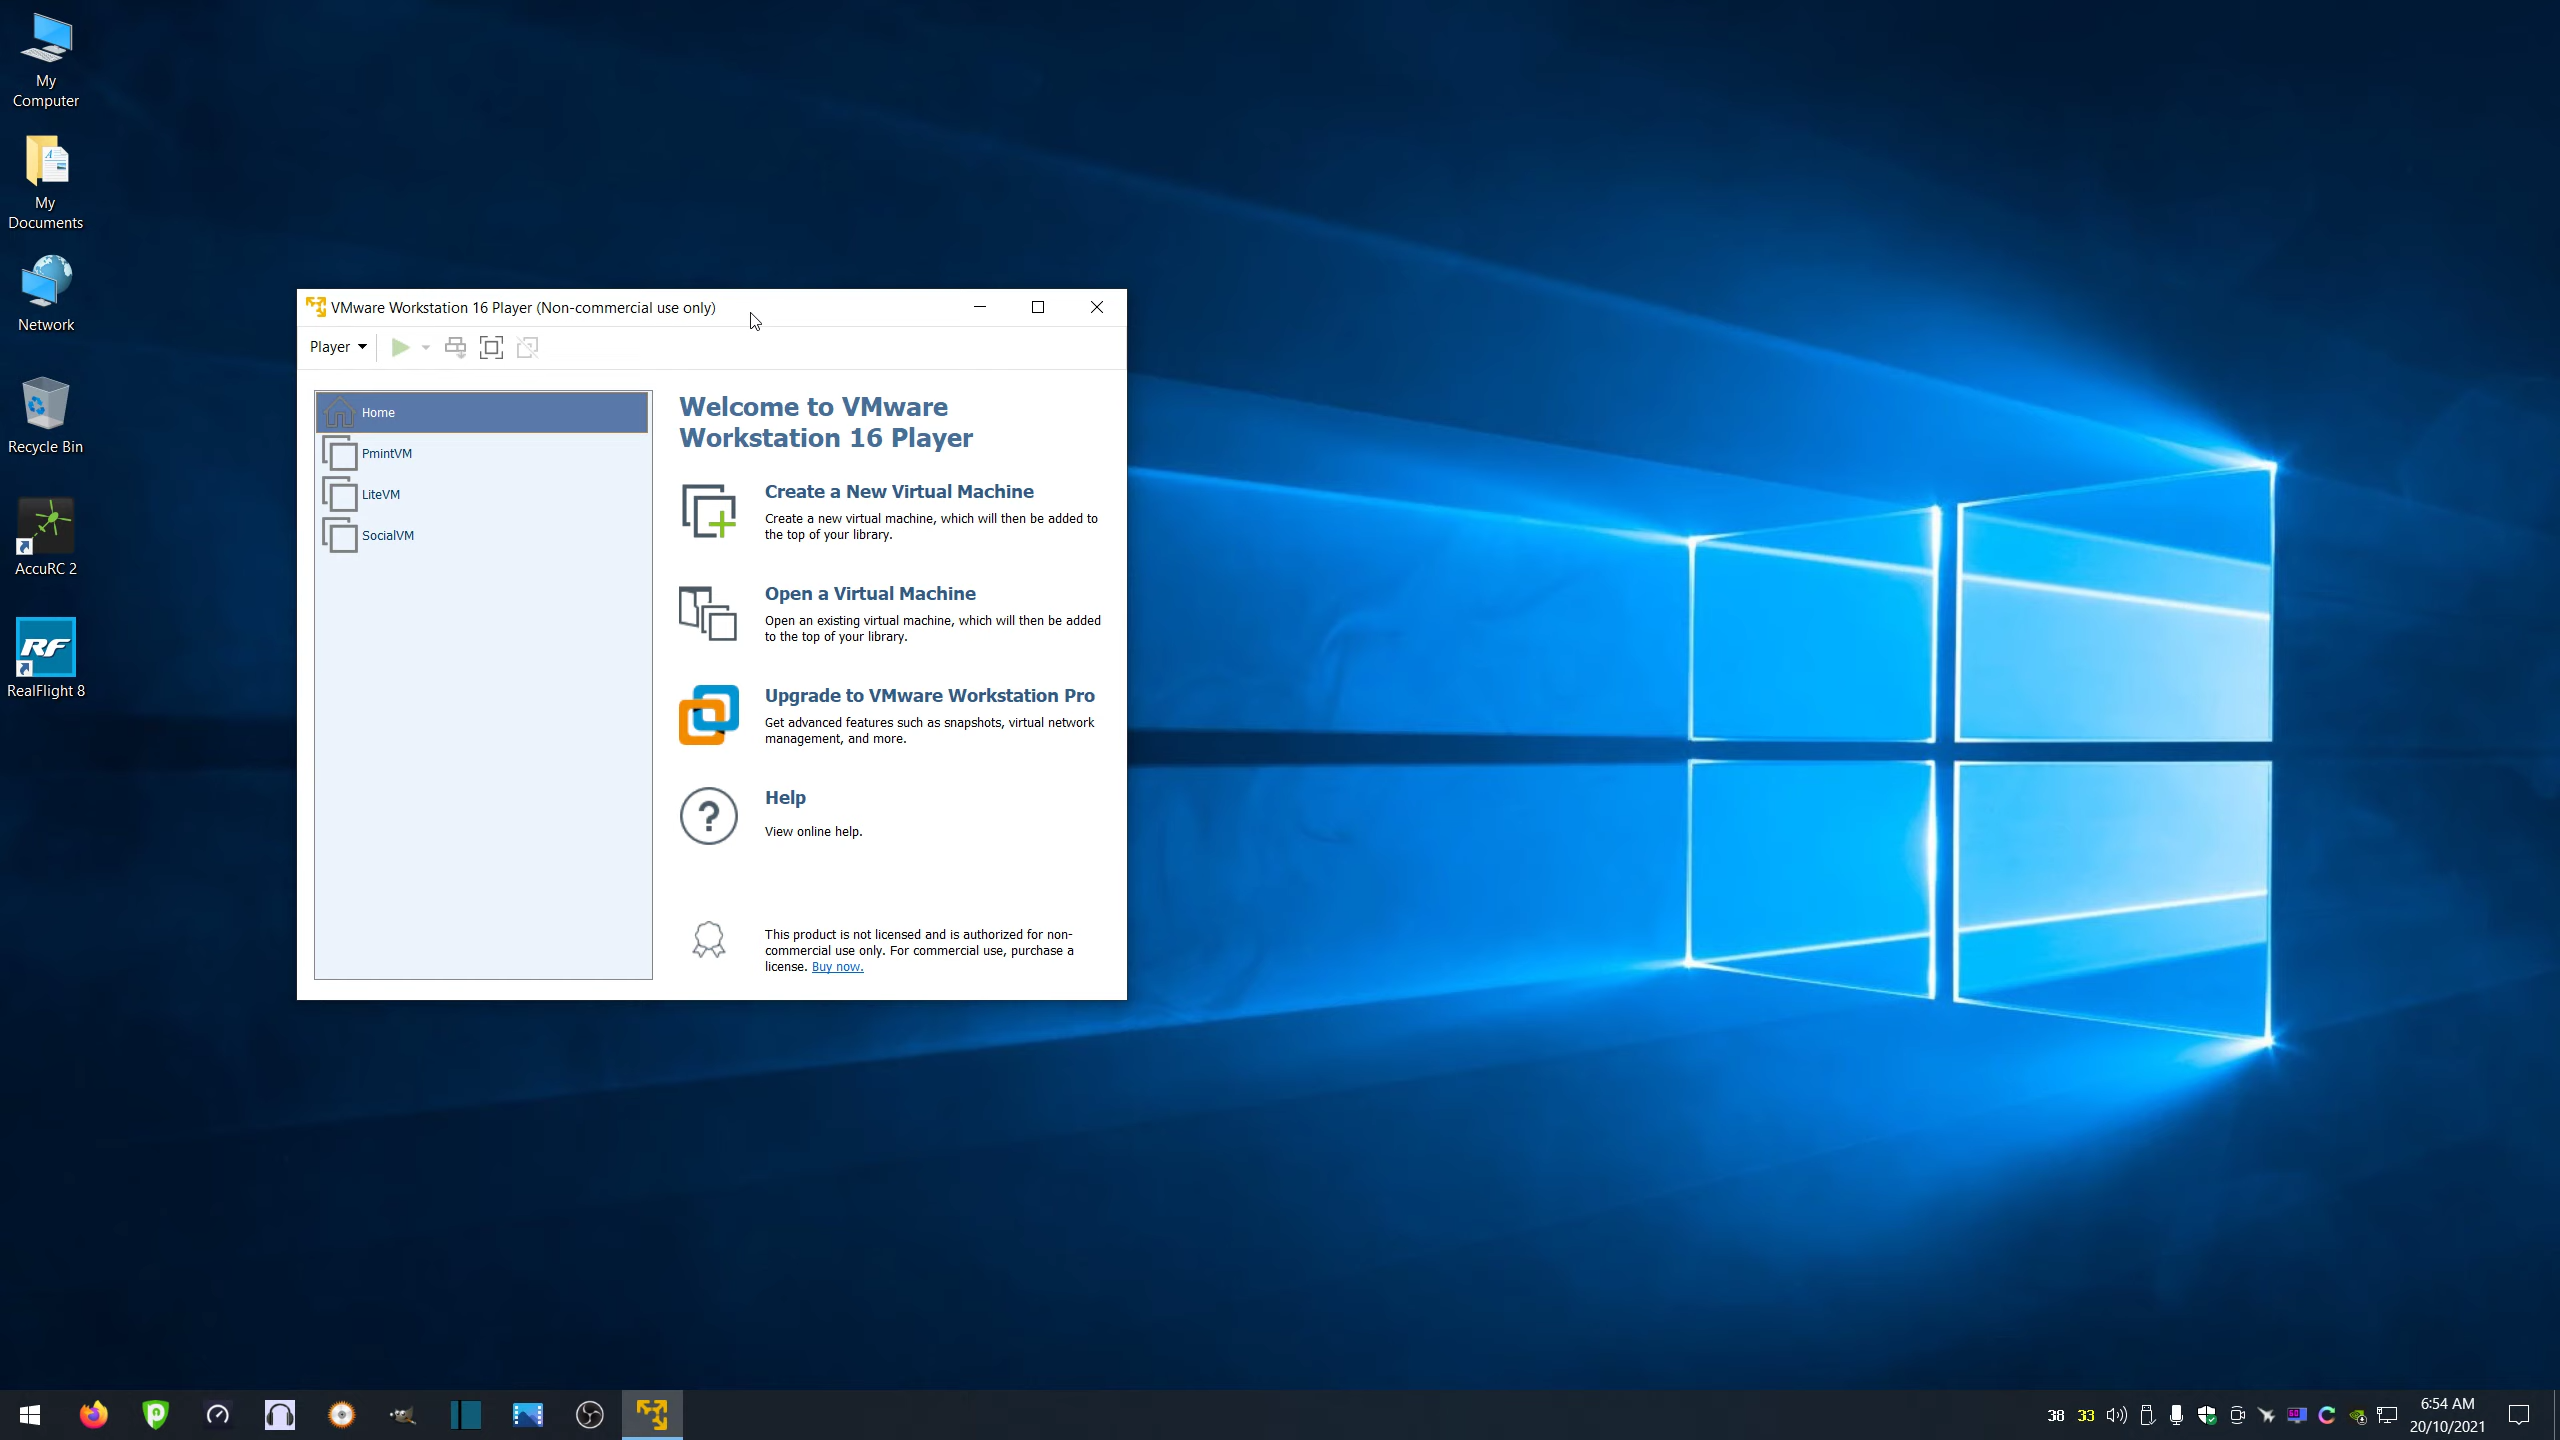 My
Computer
My
Documents
Network
Recycle Bin
AccuRC 2
RF
RealFlight 8
VMware Workstation 16 Player (Non-commercial use only)
Player
Home
PmintVM
LiteVM
SocialVM
Welcome to VMware
Workstation 16 Player
Create a New Virtual Machine
Create a new virtual machine, which will then be added to
the top of your library.
Open a Virtual Machine
Open an existing virtual machine, which will then be added
to the top of your library.
Upgrade to VMware Workstation Pro
Get advanced features such as snapshots, virtual network
management, and more.
Help
View online help.
This product is not licensed and is authorized for non-
commercial use only. For commercial use, purchase a
license. Buy now.
38 33
60
6:54 AM
20/10/2021